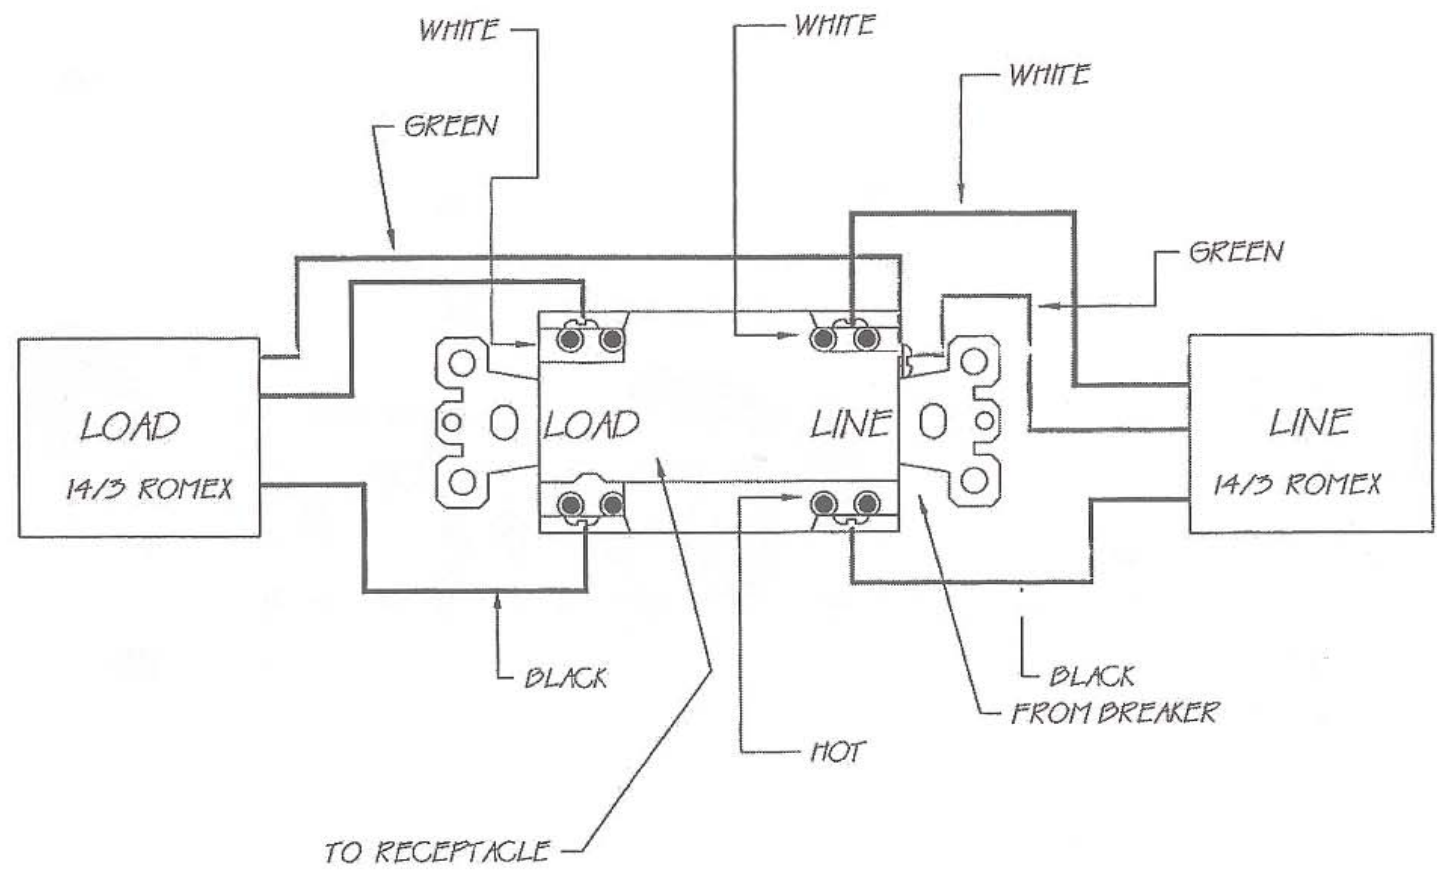 WHITE
WHITE
WHITE
GREEN
GREEN
LOAD
14/3 ROMEX
LOAD
LINE
LINE
14/3 ROMEX
BLACK
BLACK
FROM BREAKER
HOT
TO RECEPTACLE